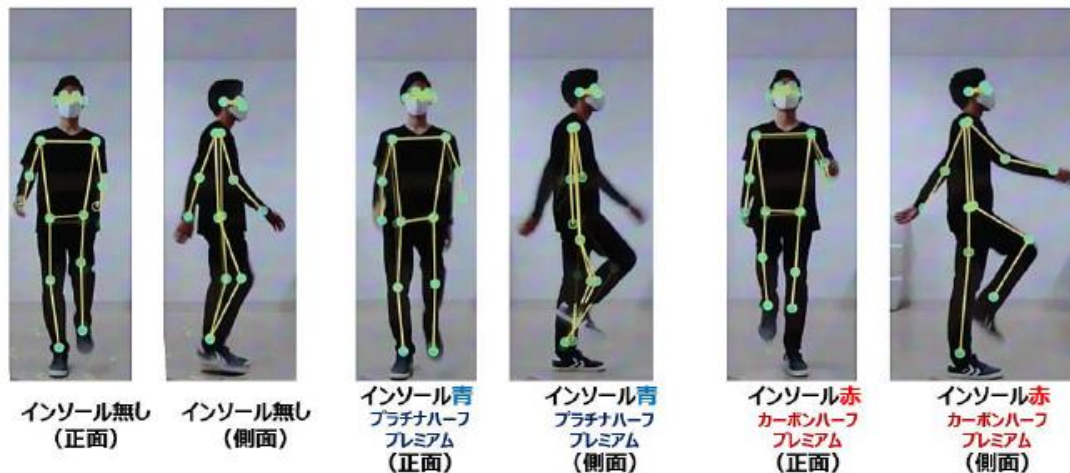 インソール無し
（正面）
インソール無し
（側面）
インソール青
プラチナハーフ
プレミアム
（正面）
インソール青
プラチナハーフ
プレミアム
（側面）
インソール赤
カーボンハーフ
プレミアム
（正面）
インソール赤
カーボンハーフ
プレミアム
（側面）